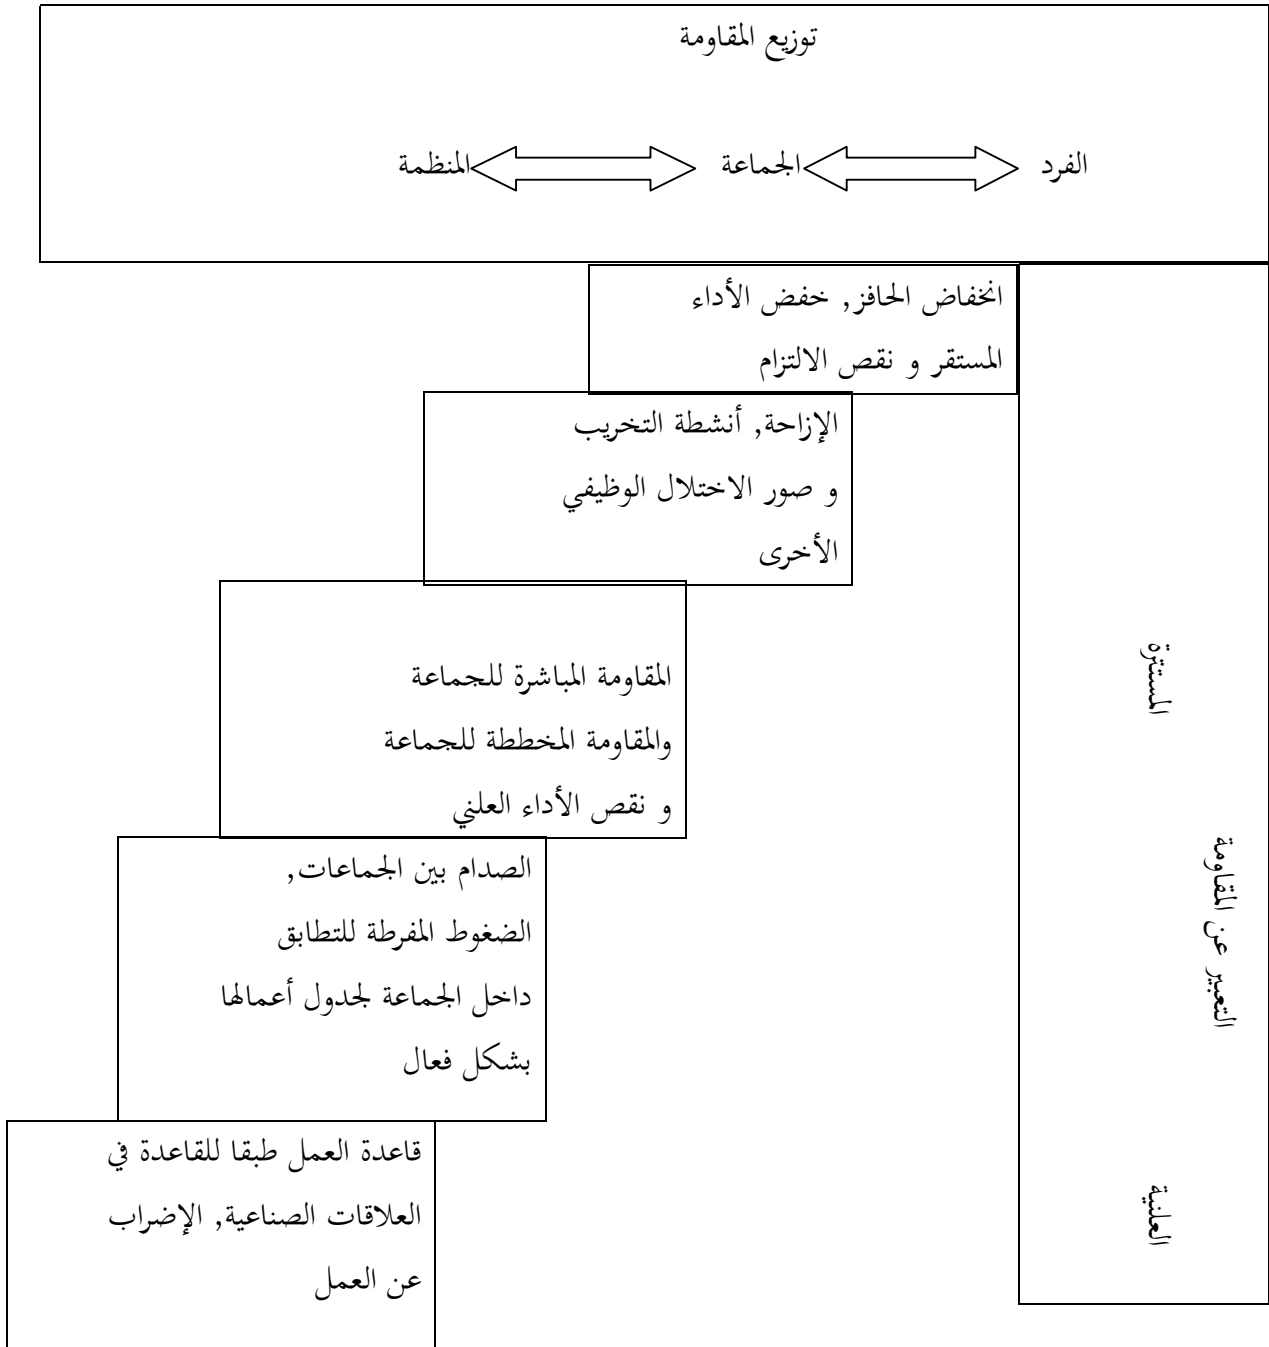 توزيع المقاومة
الفرد الجماعة المنظمة
انخفاض الحافز, خفض الأداء
المستقر و نقص الالتزام
الإزاحة, أنشطة التخريب
و صور الاختلال الوظيفي
الأخرى
المقاومة المباشرة للجماعة
والمقاومة المخططة للجماعة
و نقص الأداء العلني
الصدام بين الجماعات,
الضغوط المفرطة للتطابق
داخل الجماعة لجدول أعمالها
بشكل فعال
قاعدة العمل طبقا للقاعدة في
العلاقات الصناعية, الإضراب
عن العمل
التعبير عن المقاومة
المستترة
العلنية